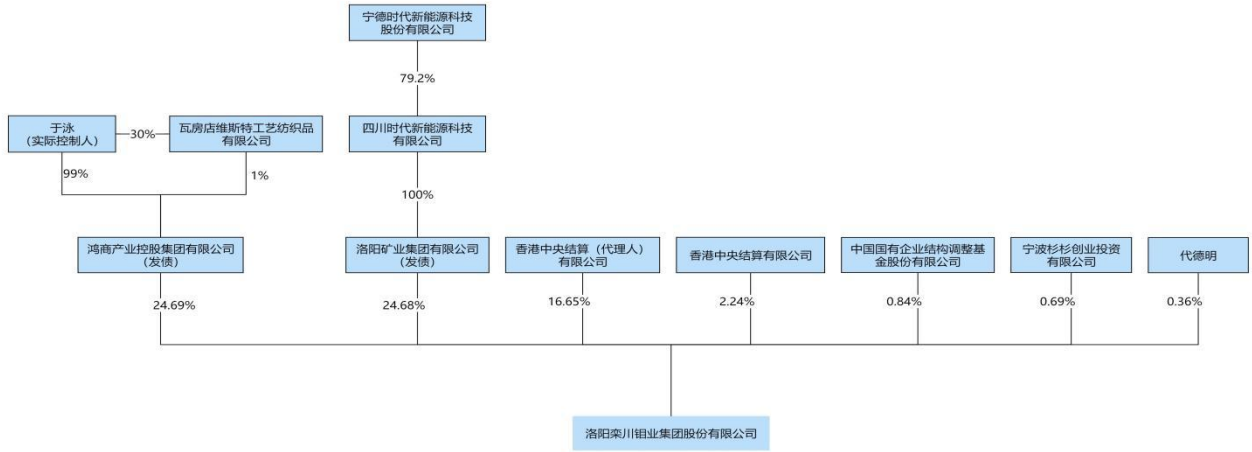 宁德时代新能源科技
股份有限公司
79.2%
于泳
（实际控制人）
30%
瓦房店维斯特工艺纺织品
有限公司
四川时代新能源科技
有限公司
99%
1%
100%
鸿商产业控股集团有限公司
（发债）
洛阳矿业集团有限公司
（发债）
香港中央结算（代理人）
有限公司
香港中央结算有限公司
中国国有企业结构调整基
金股份有限公司
宁波杉杉创业投资
有限公司
代德明
24.69%
24.68%
16.65%
2.24%
0.84%
0.69%
0.36%
洛阳栾川钼业集团股份有限公司